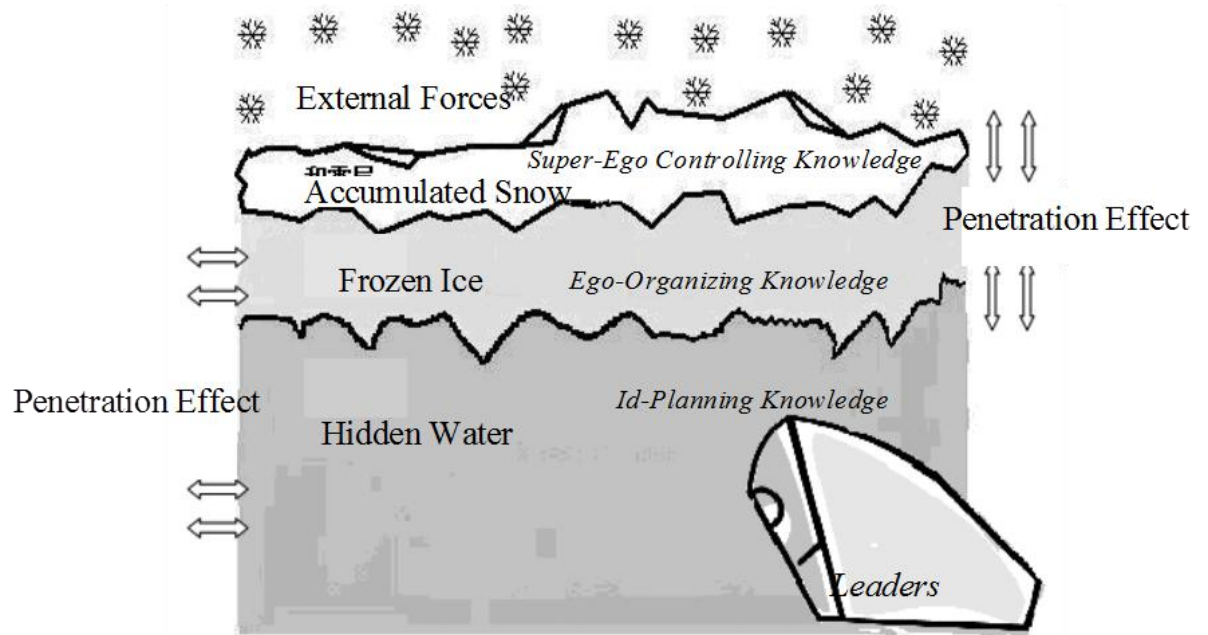 External Forces
Super-Ego Controlling Knowledge
Accumulated Snow
Penetration Effect
Frozen Ice
Ego-Organizing Knowledge
Penetration Effect
Id-Planning Knowledge
Hidden Water
Leaders